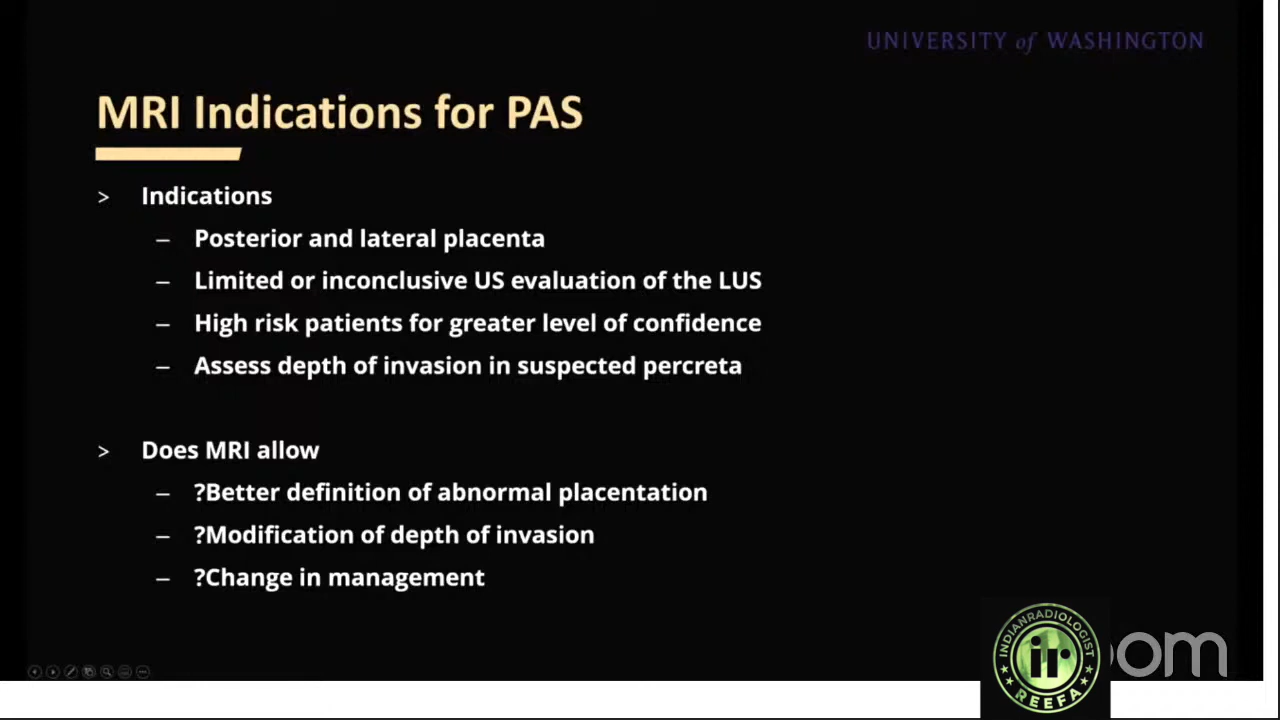 UNIVERSITY of WASHINGTON
MRI Indications for PAS
> Indications
– Posterior and lateral placenta
– Limited or inconclusive US evaluation of the LUS
– High risk patients for greater level of confidence
– Assess depth of invasion in suspected percreta
> Does MRI allow
– ?Better definition of abnormal placentation
– ?Modification of depth of invasion
– ?Change in management
INDIANRADIOLOGIST
ir
REEFA
oom